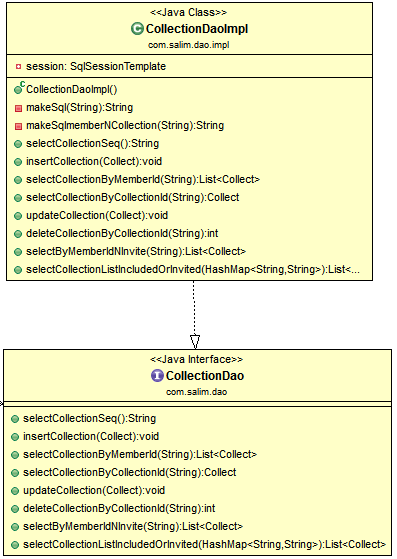 <<Java Class>>
CollectionDaoImpl
com.salim.dao.impl
session: SqlSessionTemplate
CollectionDaoImpl()
makeSql(String):String
makeSqlmemberNCollection(String):String
selectCollectionSeq():String
insertCollection(Collect):void
selectCollectionByMemberId(String):List<Collect>
selectCollectionByCollectionId(String):Collect
updateCollection(Collect):void
deleteCollectionByCollectionId(String):int
selectByMemberIdNInvite(String):List<Collect>
selectCollectionListIncludedOrInvited(HashMap<String,String>):List<...
<<Java Interface>>
CollectionDao
com.salim.dao
selectCollectionSeq():String
insertCollection(Collect):void
selectCollectionByMemberId(String):List<Collect>
selectCollectionByCollectionId(String):Collect
updateCollection(Collect):void
deleteCollectionByCollectionId(String):int
selectByMemberIdNInvite(String):List<Collect>
selectCollectionListIncludedOrInvited(HashMap<String,String>):List<Collect>